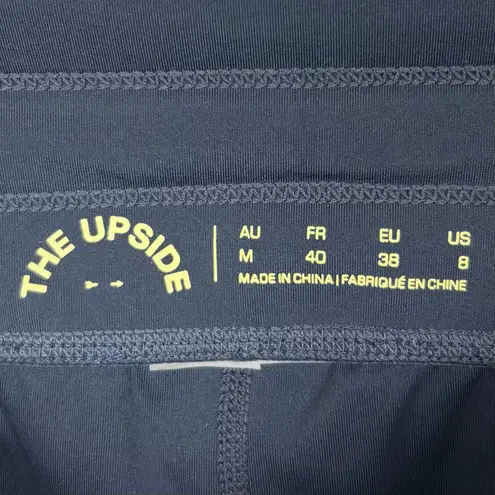 THE UPSIDE
AU FR EU US
M 40 38 8
MADE IN CHINA | FABRIQUÉ EN CHINE